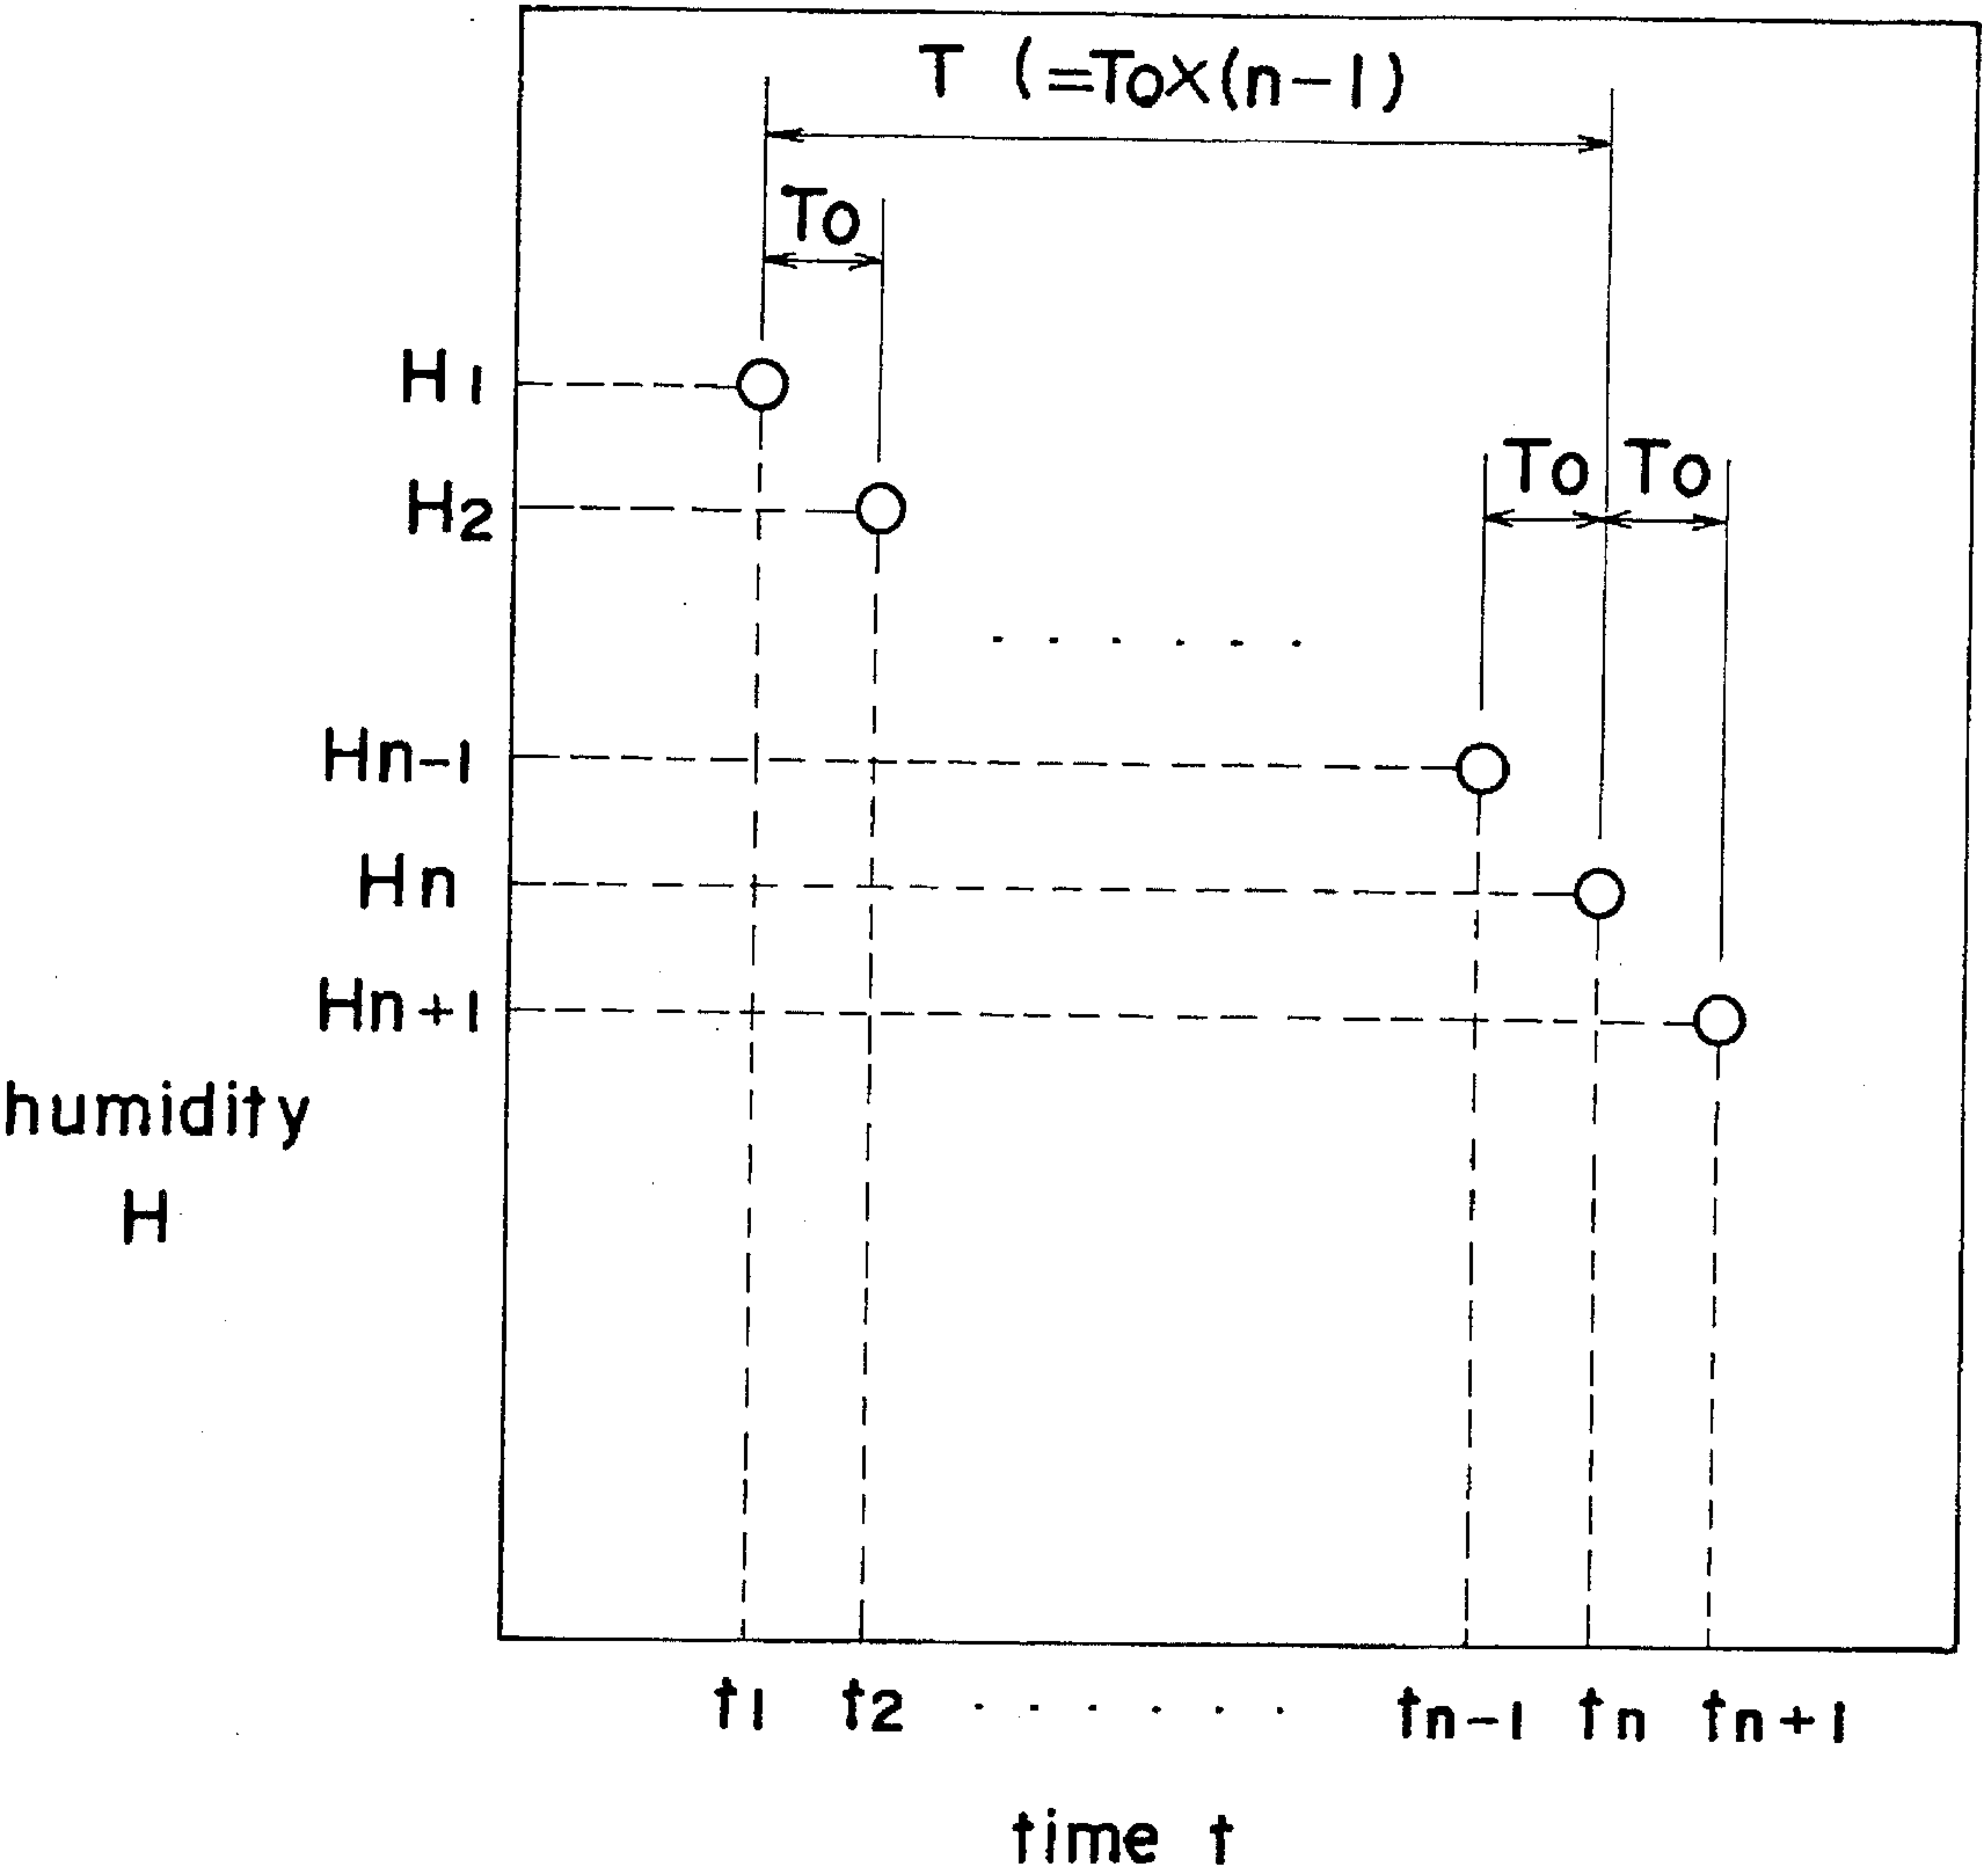 T (=To×(n-1)
To
H1
To To
H2
. . . . . .
Hn-1
Hn
Hn+1
humidity
H
t1 t2 . . . . . . tn-1 tn tn+1
time t